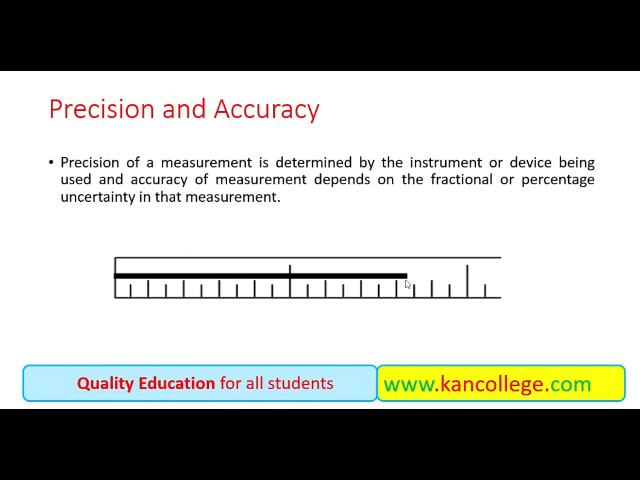 Precision and Accuracy
• Precision of a measurement is determined by the instrument or device being
used and accuracy of measurement depends on the fractional or percentage
uncertainty in that measurement.
Quality Education for all students
www.kancollege.com